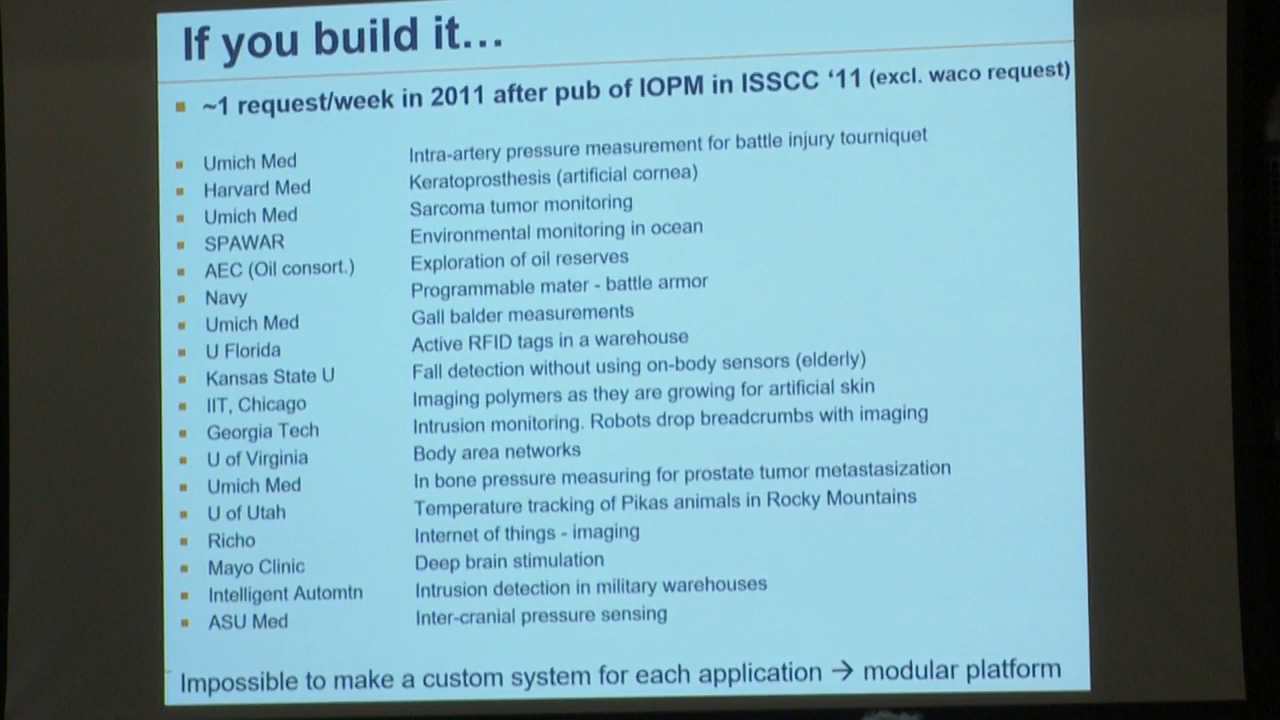 If you build it...
~1 request/week in 2011 after pub of IOPM in ISSCC ‘11 (excl. waco request)
Umich Med Intra-artery pressure measurement for battle injury tourniquet
Harvard Med Keratoprosthesis (artificial cornea)
Umich Med Sarcoma tumor monitoring
SPAWAR Environmental monitoring in ocean
AEC (Oil consort.) Exploration of oil reserves
Navy Programmable mater - battle armor
Umich Med Gall balder measurements
U Florida Active RFID tags in a warehouse
Kansas State U Fall detection without using on-body sensors (elderly)
IIT, Chicago Imaging polymers as they are growing for artificial skin
Georgia Tech Intrusion monitoring. Robots drop breadcrumbs with imaging
U of Virginia Body area networks
Umich Med In bone pressure measuring for prostate tumor metastasization
U of Utah Temperature tracking of Pikas animals in Rocky Mountains
Richo Internet of things - imaging
Mayo Clinic Deep brain stimulation
Intelligent Automtn Intrusion detection in military warehouses
ASU Med Inter-cranial pressure sensing
Impossible to make a custom system for each application → modular platform